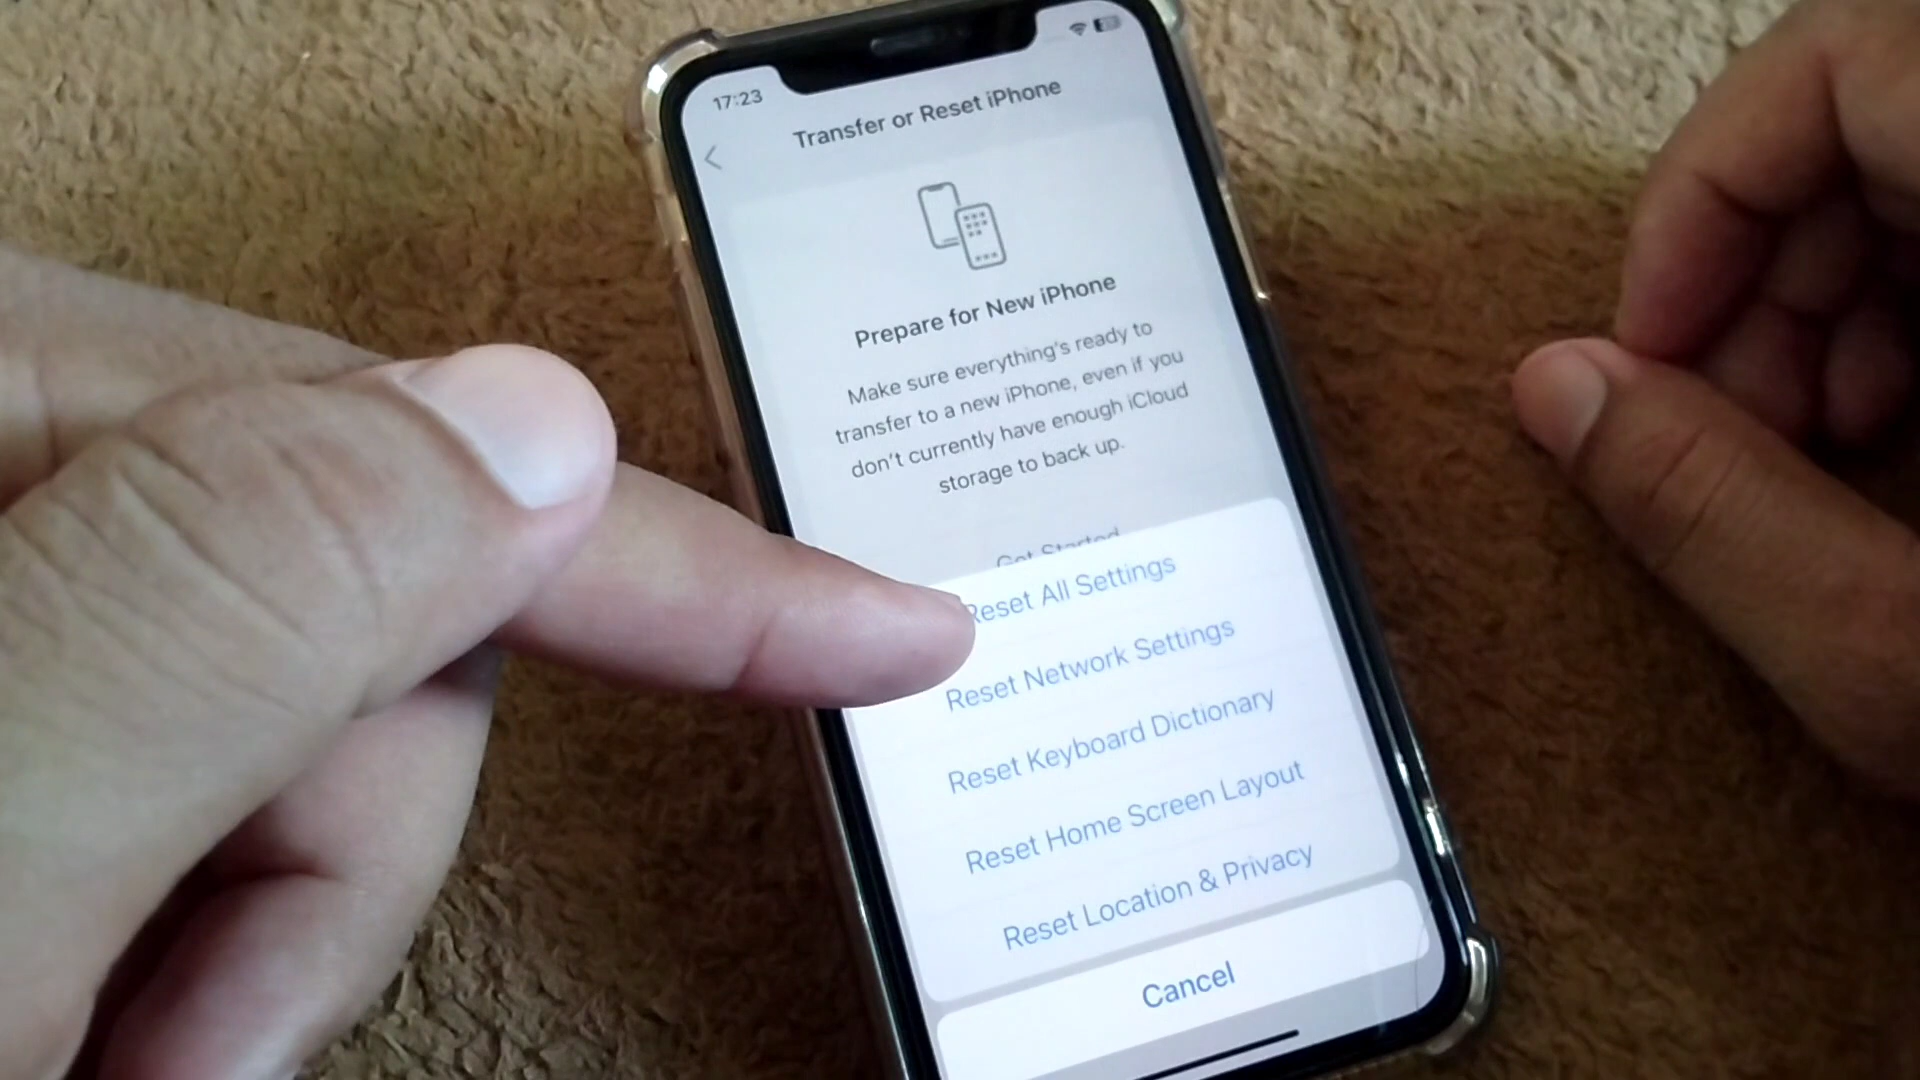 17:23
Transfer or Reset iPhone
Prepare for New iPhone
Make sure everything's ready to
transfer to a new iPhone, even if you
don't currently have enough iCloud
storage to back up.
Get Started
Reset All Settings
Reset Network Settings
Reset Keyboard Dictionary
Reset Home Screen Layout
Reset Location & Privacy
Cancel